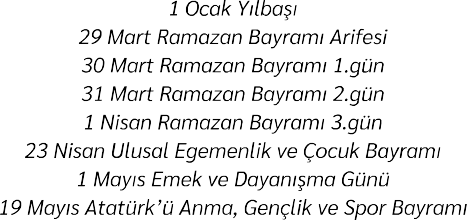 1 Ocak Yılbaşı
29 Mart Ramazan Bayramı Arifesi
30 Mart Ramazan Bayramı 1.gün
31 Mart Ramazan Bayramı 2.gün
1 Nisan Ramazan Bayramı 3.gün
23 Nisan Ulusal Egemenlik ve Çocuk Bayramı
1 Mayıs Emek ve Dayanışma Günü
19 Mayıs Atatürk'ü Anma, Gençlik ve Spor Bayramı